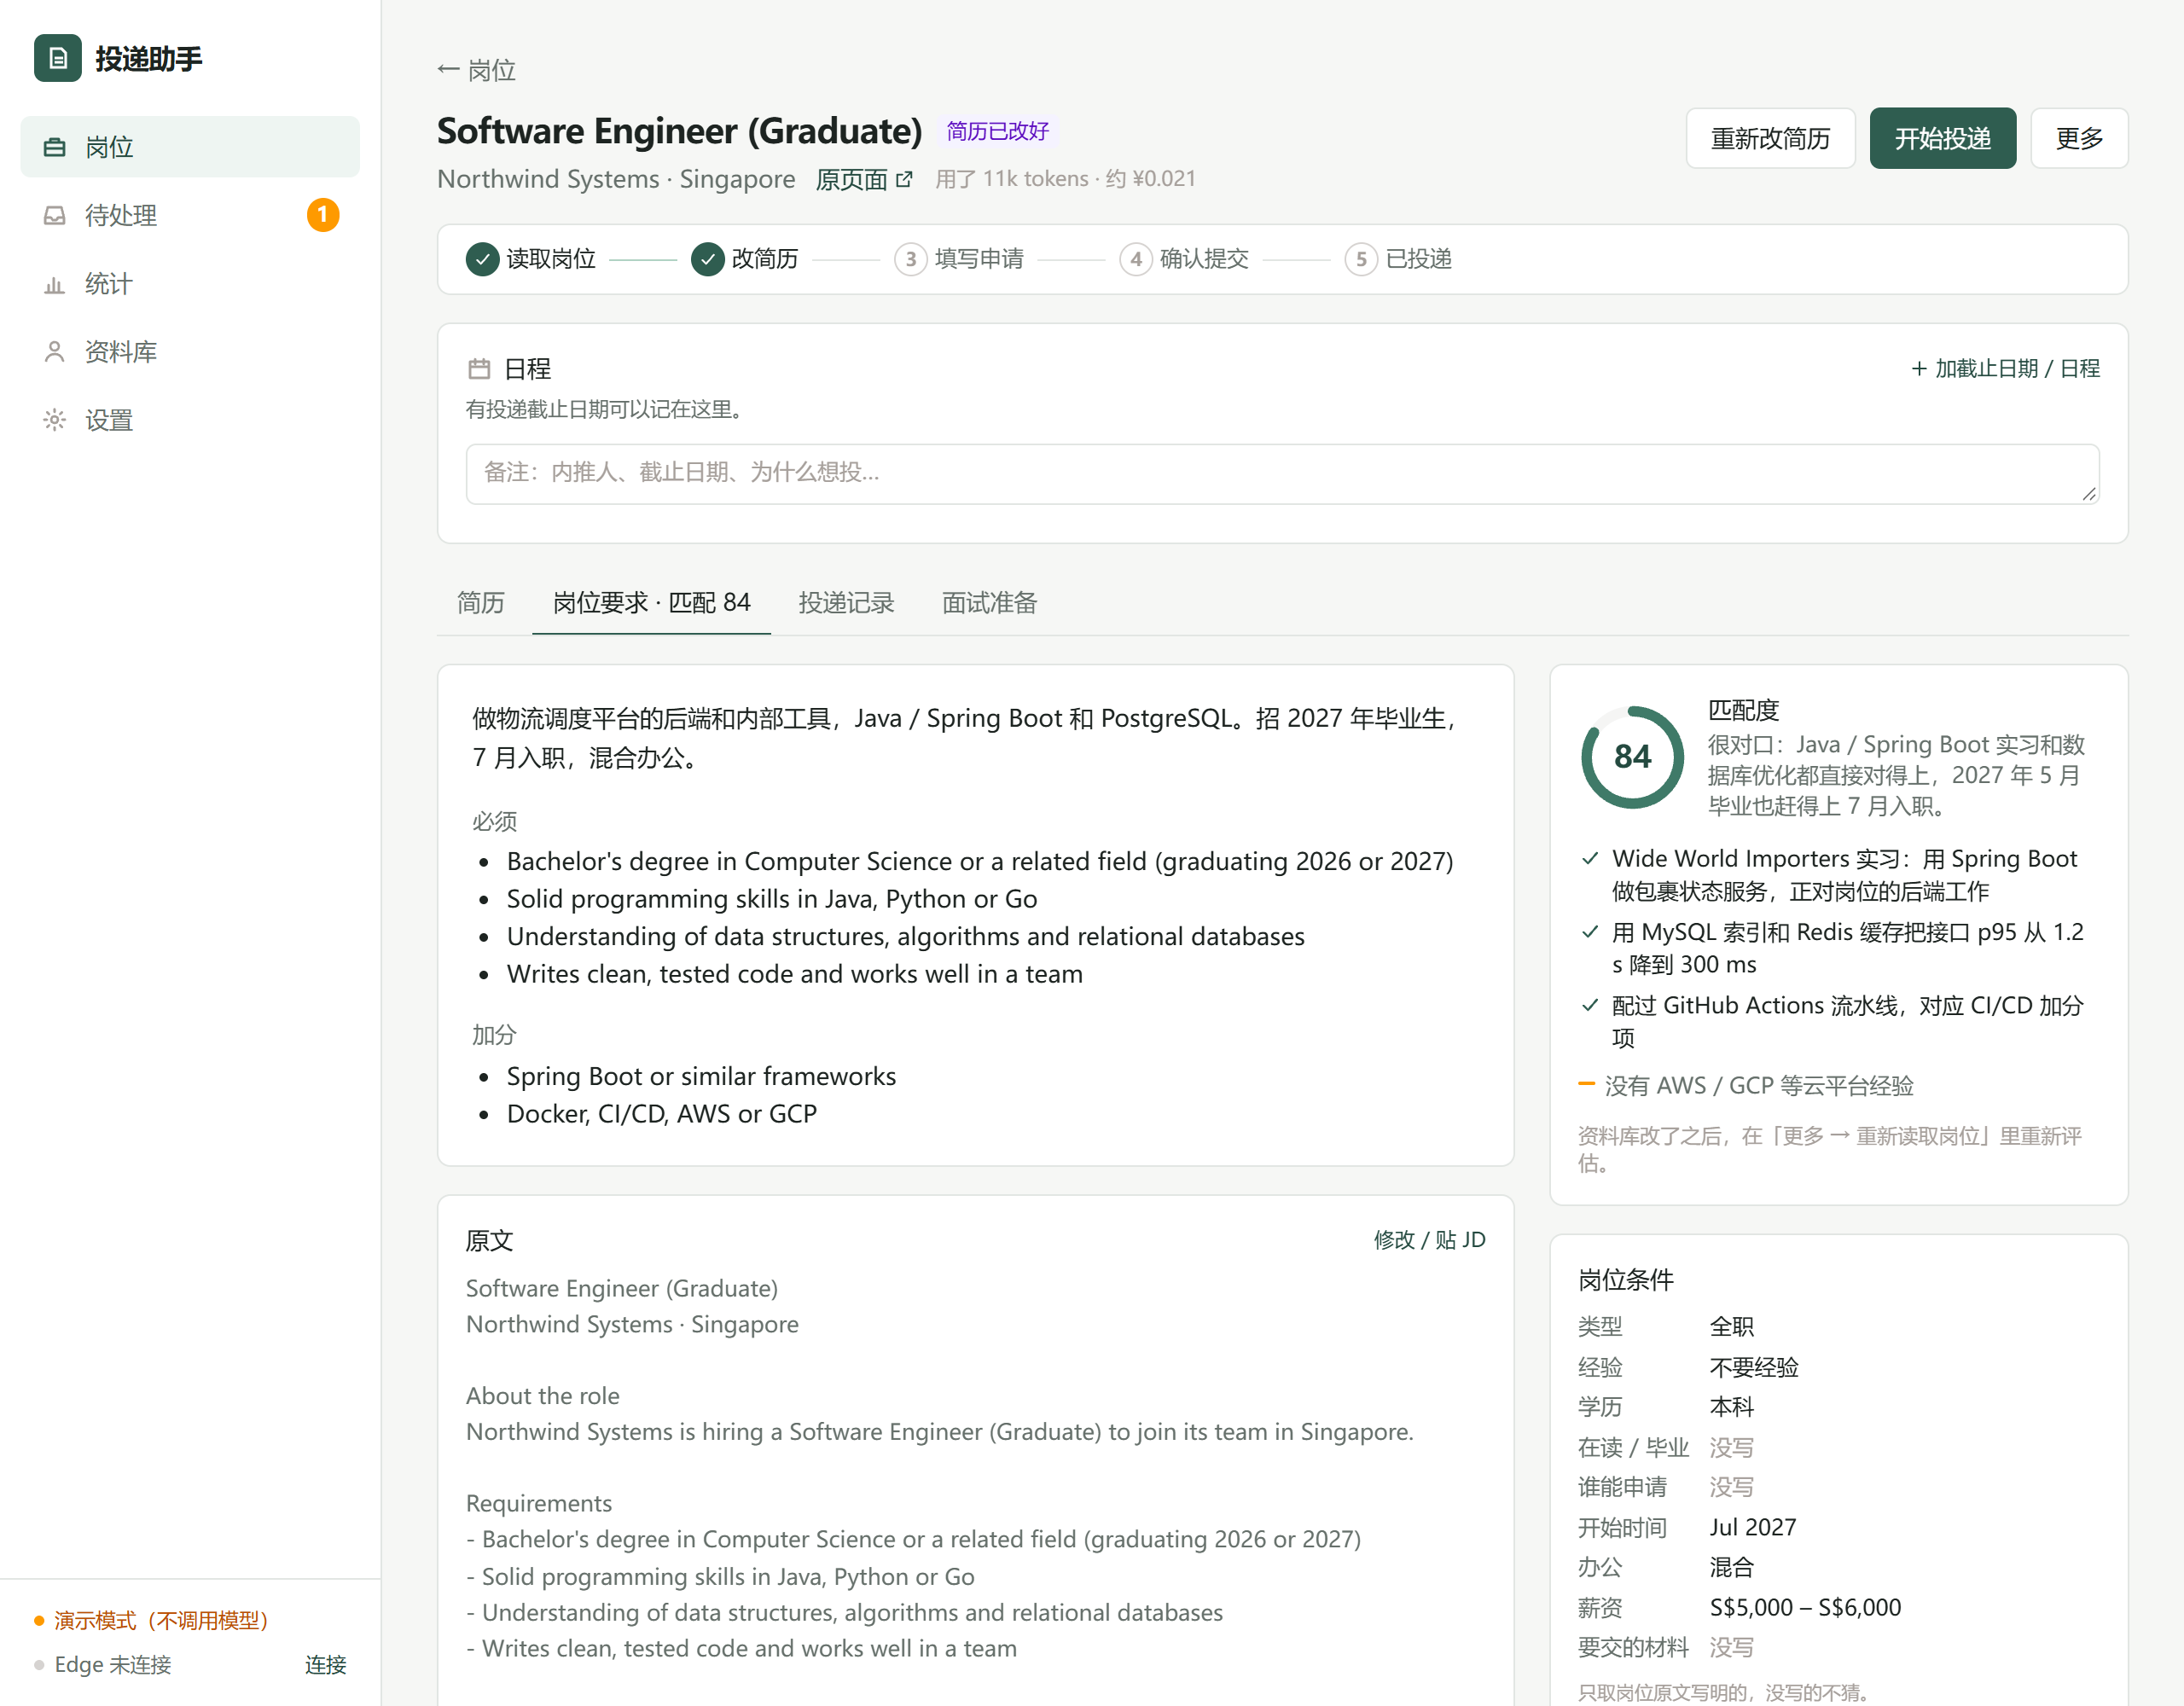 投递助手
岗位
待处理
1
统计
资料库
设置
演示模式（不调用模型）
Edge 未连接
连接
← 岗位
Software Engineer (Graduate)
简历已改好
Northwind Systems · Singapore
原页面
用了 11k tokens · 约 ¥0.021
重新改简历
开始投递
更多
读取岗位
改简历
3 填写申请
4 确认提交
5 已投递
日程
+ 加截止日期 / 日程
有投递截止日期可以记在这里。
备注：内推人、截止日期、为什么想投...
简历
岗位要求 · 匹配 84
投递记录
面试准备
做物流调度平台的后端和内部工具，Java / Spring Boot 和 PostgreSQL。招 2027 年毕业生，
7 月入职，混合办公。
必须
• Bachelor's degree in Computer Science or a related field (graduating 2026 or 2027)
• Solid programming skills in Java, Python or Go
• Understanding of data structures, algorithms and relational databases
• Writes clean, tested code and works well in a team
加分
• Spring Boot or similar frameworks
• Docker, CI/CD, AWS or GCP
原文
修改 / 贴 JD
Software Engineer (Graduate)
Northwind Systems · Singapore
About the role
Northwind Systems is hiring a Software Engineer (Graduate) to join its team in Singapore.
Requirements
- Bachelor's degree in Computer Science or a related field (graduating 2026 or 2027)
- Solid programming skills in Java, Python or Go
- Understanding of data structures, algorithms and relational databases
- Writes clean, tested code and works well in a team
84
匹配度
很对口：Java / Spring Boot 实习和数
据库优化都直接对得上，2027 年 5 月
毕业也赶得上 7 月入职。
Wide World Importers 实习：用 Spring Boot
做包裹状态服务，正对岗位的后端工作
用 MySQL 索引和 Redis 缓存把接口 p95 从 1.2
s 降到 300 ms
配过 GitHub Actions 流水线，对应 CI/CD 加分
项
没有 AWS / GCP 等云平台经验
资料库改了之后，在「更多 → 重新读取岗位」里重新评
估。
岗位条件
类型 全职
经验 不要经验
学历 本科
在读 / 毕业 没写
谁能申请 没写
开始时间 Jul 2027
办公 混合
薪资 S$5,000 – S$6,000
要交的材料 没写
只取岗位原文写明的，没写的不猜。